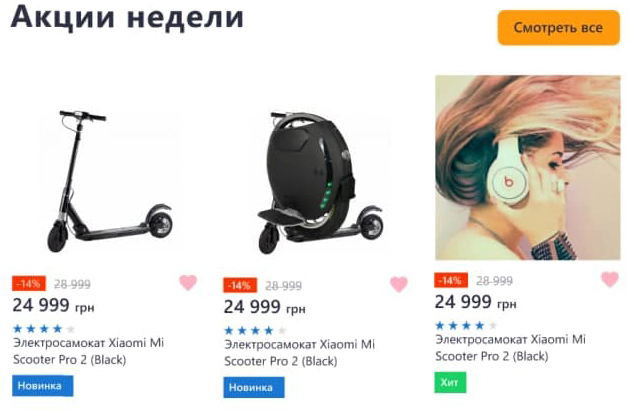 Акции недели
Смотреть все
-14% 28 999
24 999 грн
Электросамокат Xiaomi Mi
Scooter Pro 2 (Black)
Новинка
-14% 28 999
24 999 грн
Электросамокат Xiaomi Mi
Scooter Pro 2 (Black)
Новинка
b
-14% 28 999
24 999 грн
Электросамокат Xiaomi Mi
Scooter Pro 2 (Black)
Хит